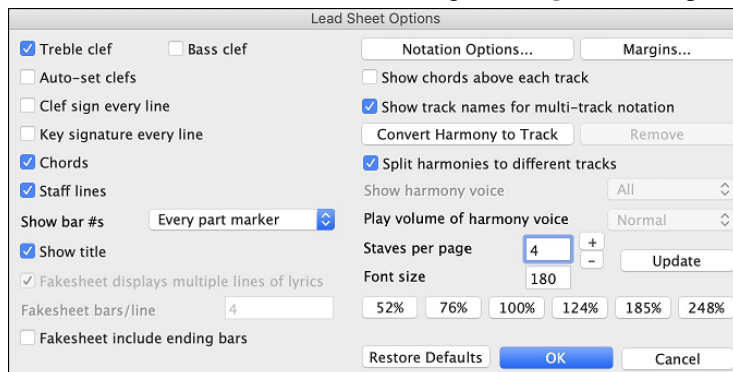 Lead Sheet Options
Treble clef Bass clef
Auto-set clefs
Clef sign every line
Key signature every line
Chords
Staff lines
Show bar #s Every part marker
Show title
Fakesheet displays multiple lines of lyrics
Fakesheet bars/line 4
Fakesheet include ending bars
Notation Options... Margins...
Show chords above each track
Show track names for multi-track notation
Convert Harmony to Track Remove
Split harmonies to different tracks
Show harmony voice All
Play volume of harmony voice Normal
Staves per page 4 + -
Update
Font size 180
52% 76% 100% 124% 185% 248%
Restore Defaults OK Cancel